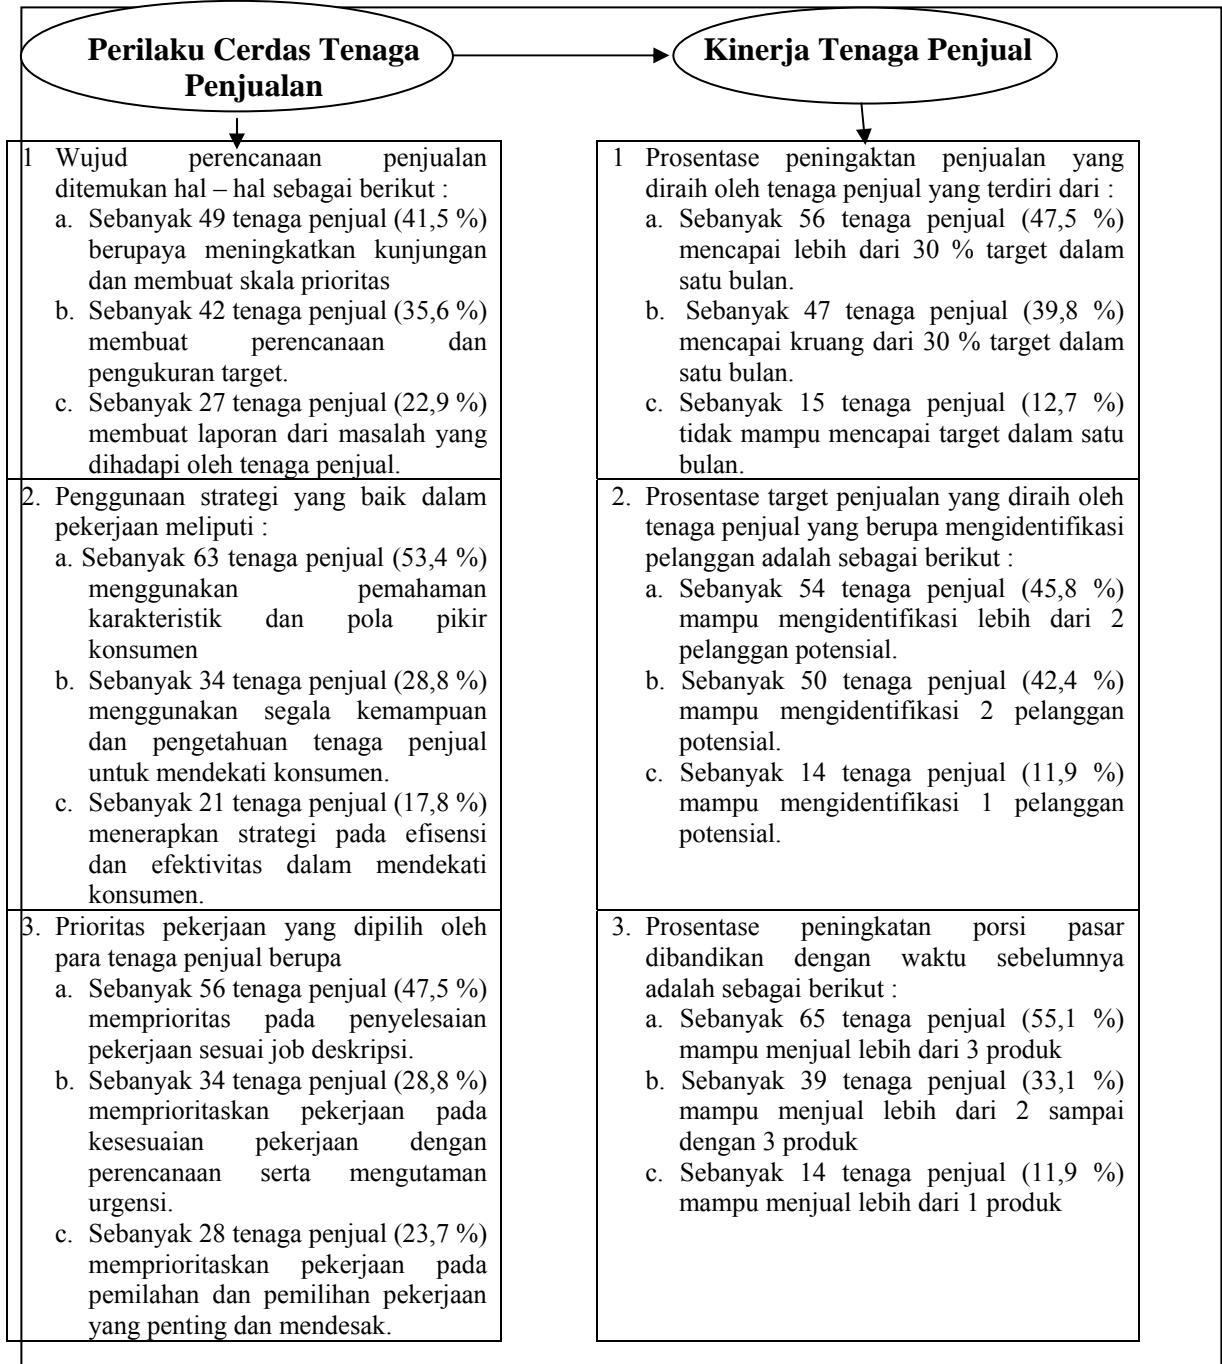 Perilaku Cerdas Tenaga
Penjualan
Kinerja Tenaga Penjual
1 Wujud perencanaan penjualan
ditemukan hal – hal sebagai berikut :
a. Sebanyak 49 tenaga penjual (41,5 %)
berupaya meningkatkan kunjungan
dan membuat skala prioritas
b. Sebanyak 42 tenaga penjual (35,6 %)
membuat perencanaan dan
pengukuran target.
c. Sebanyak 27 tenaga penjual (22,9 %)
membuat laporan dari masalah yang
dihadapi oleh tenaga penjual.
2. Penggunaan strategi yang baik dalam
pekerjaan meliputi :
a. Sebanyak 63 tenaga penjual (53,4 %)
menggunakan pemahaman
karakteristik dan pola pikir
konsumen
b. Sebanyak 34 tenaga penjual (28,8 %)
menggunakan segala kemampuan
dan pengetahuan tenaga penjual
untuk mendekati konsumen.
c. Sebanyak 21 tenaga penjual (17,8 %)
menerapkan strategi pada efisensi
dan efektivitas dalam mendekati
konsumen.
3. Prioritas pekerjaan yang dipilih oleh
para tenaga penjual berupa
a. Sebanyak 56 tenaga penjual (47,5 %)
memprioritas pada penyelesaian
pekerjaan sesuai job deskripsi.
b. Sebanyak 34 tenaga penjual (28,8 %)
memprioritaskan pekerjaan pada
kesesuaian pekerjaan dengan
perencanaan serta mengutaman
urgensi.
c. Sebanyak 28 tenaga penjual (23,7 %)
memprioritaskan pekerjaan pada
pemilahan dan pemilihan pekerjaan
yang penting dan mendesak.
1 Prosentase peningaktan penjualan yang
diraih oleh tenaga penjual yang terdiri dari :
a. Sebanyak 56 tenaga penjual (47,5 %)
mencapai lebih dari 30 % target dalam
satu bulan.
b. Sebanyak 47 tenaga penjual (39,8 %)
mencapai kruang dari 30 % target dalam
satu bulan.
c. Sebanyak 15 tenaga penjual (12,7 %)
tidak mampu mencapai target dalam satu
bulan.
2. Prosentase target penjualan yang diraih oleh
tenaga penjual yang berupa mengidentifikasi
pelanggan adalah sebagai berikut :
a. Sebanyak 54 tenaga penjual (45,8 %)
mampu mengidentifikasi lebih dari 2
pelanggan potensial.
b. Sebanyak 50 tenaga penjual (42,4 %)
mampu mengidentifikasi 2 pelanggan
potensial.
c. Sebanyak 14 tenaga penjual (11,9 %)
mampu mengidentifikasi 1 pelanggan
potensial.
3. Prosentase peningkatan porsi pasar
dibandikan dengan waktu sebelumnya
adalah sebagai berikut :
a. Sebanyak 65 tenaga penjual (55,1 %)
mampu menjual lebih dari 3 produk
b. Sebanyak 39 tenaga penjual (33,1 %)
mampu menjual lebih dari 2 sampai
dengan 3 produk
c. Sebanyak 14 tenaga penjual (11,9 %)
mampu menjual lebih dari 1 produk